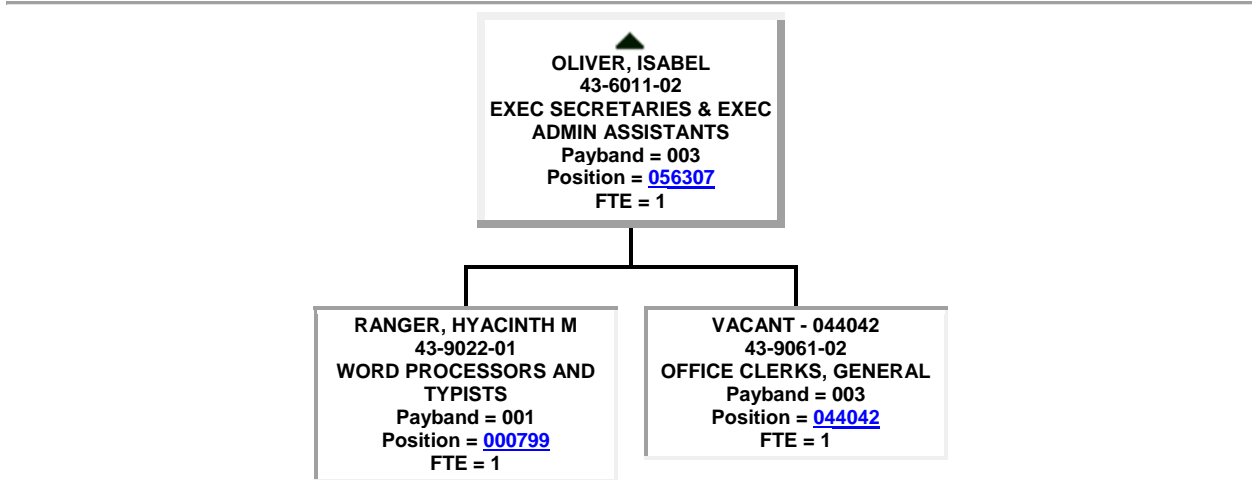 OLIVER, ISABEL
43-6011-02
EXEC SECRETARIES & EXEC
ADMIN ASSISTANTS
Payband = 003
Position = 056307
FTE = 1
RANGER, HYACINTH M
43-9022-01
WORD PROCESSORS AND
TYPISTS
Payband = 001
Position = 000799
FTE = 1
VACANT - 044042
43-9061-02
OFFICE CLERKS, GENERAL
Payband = 003
Position = 044042
FTE = 1